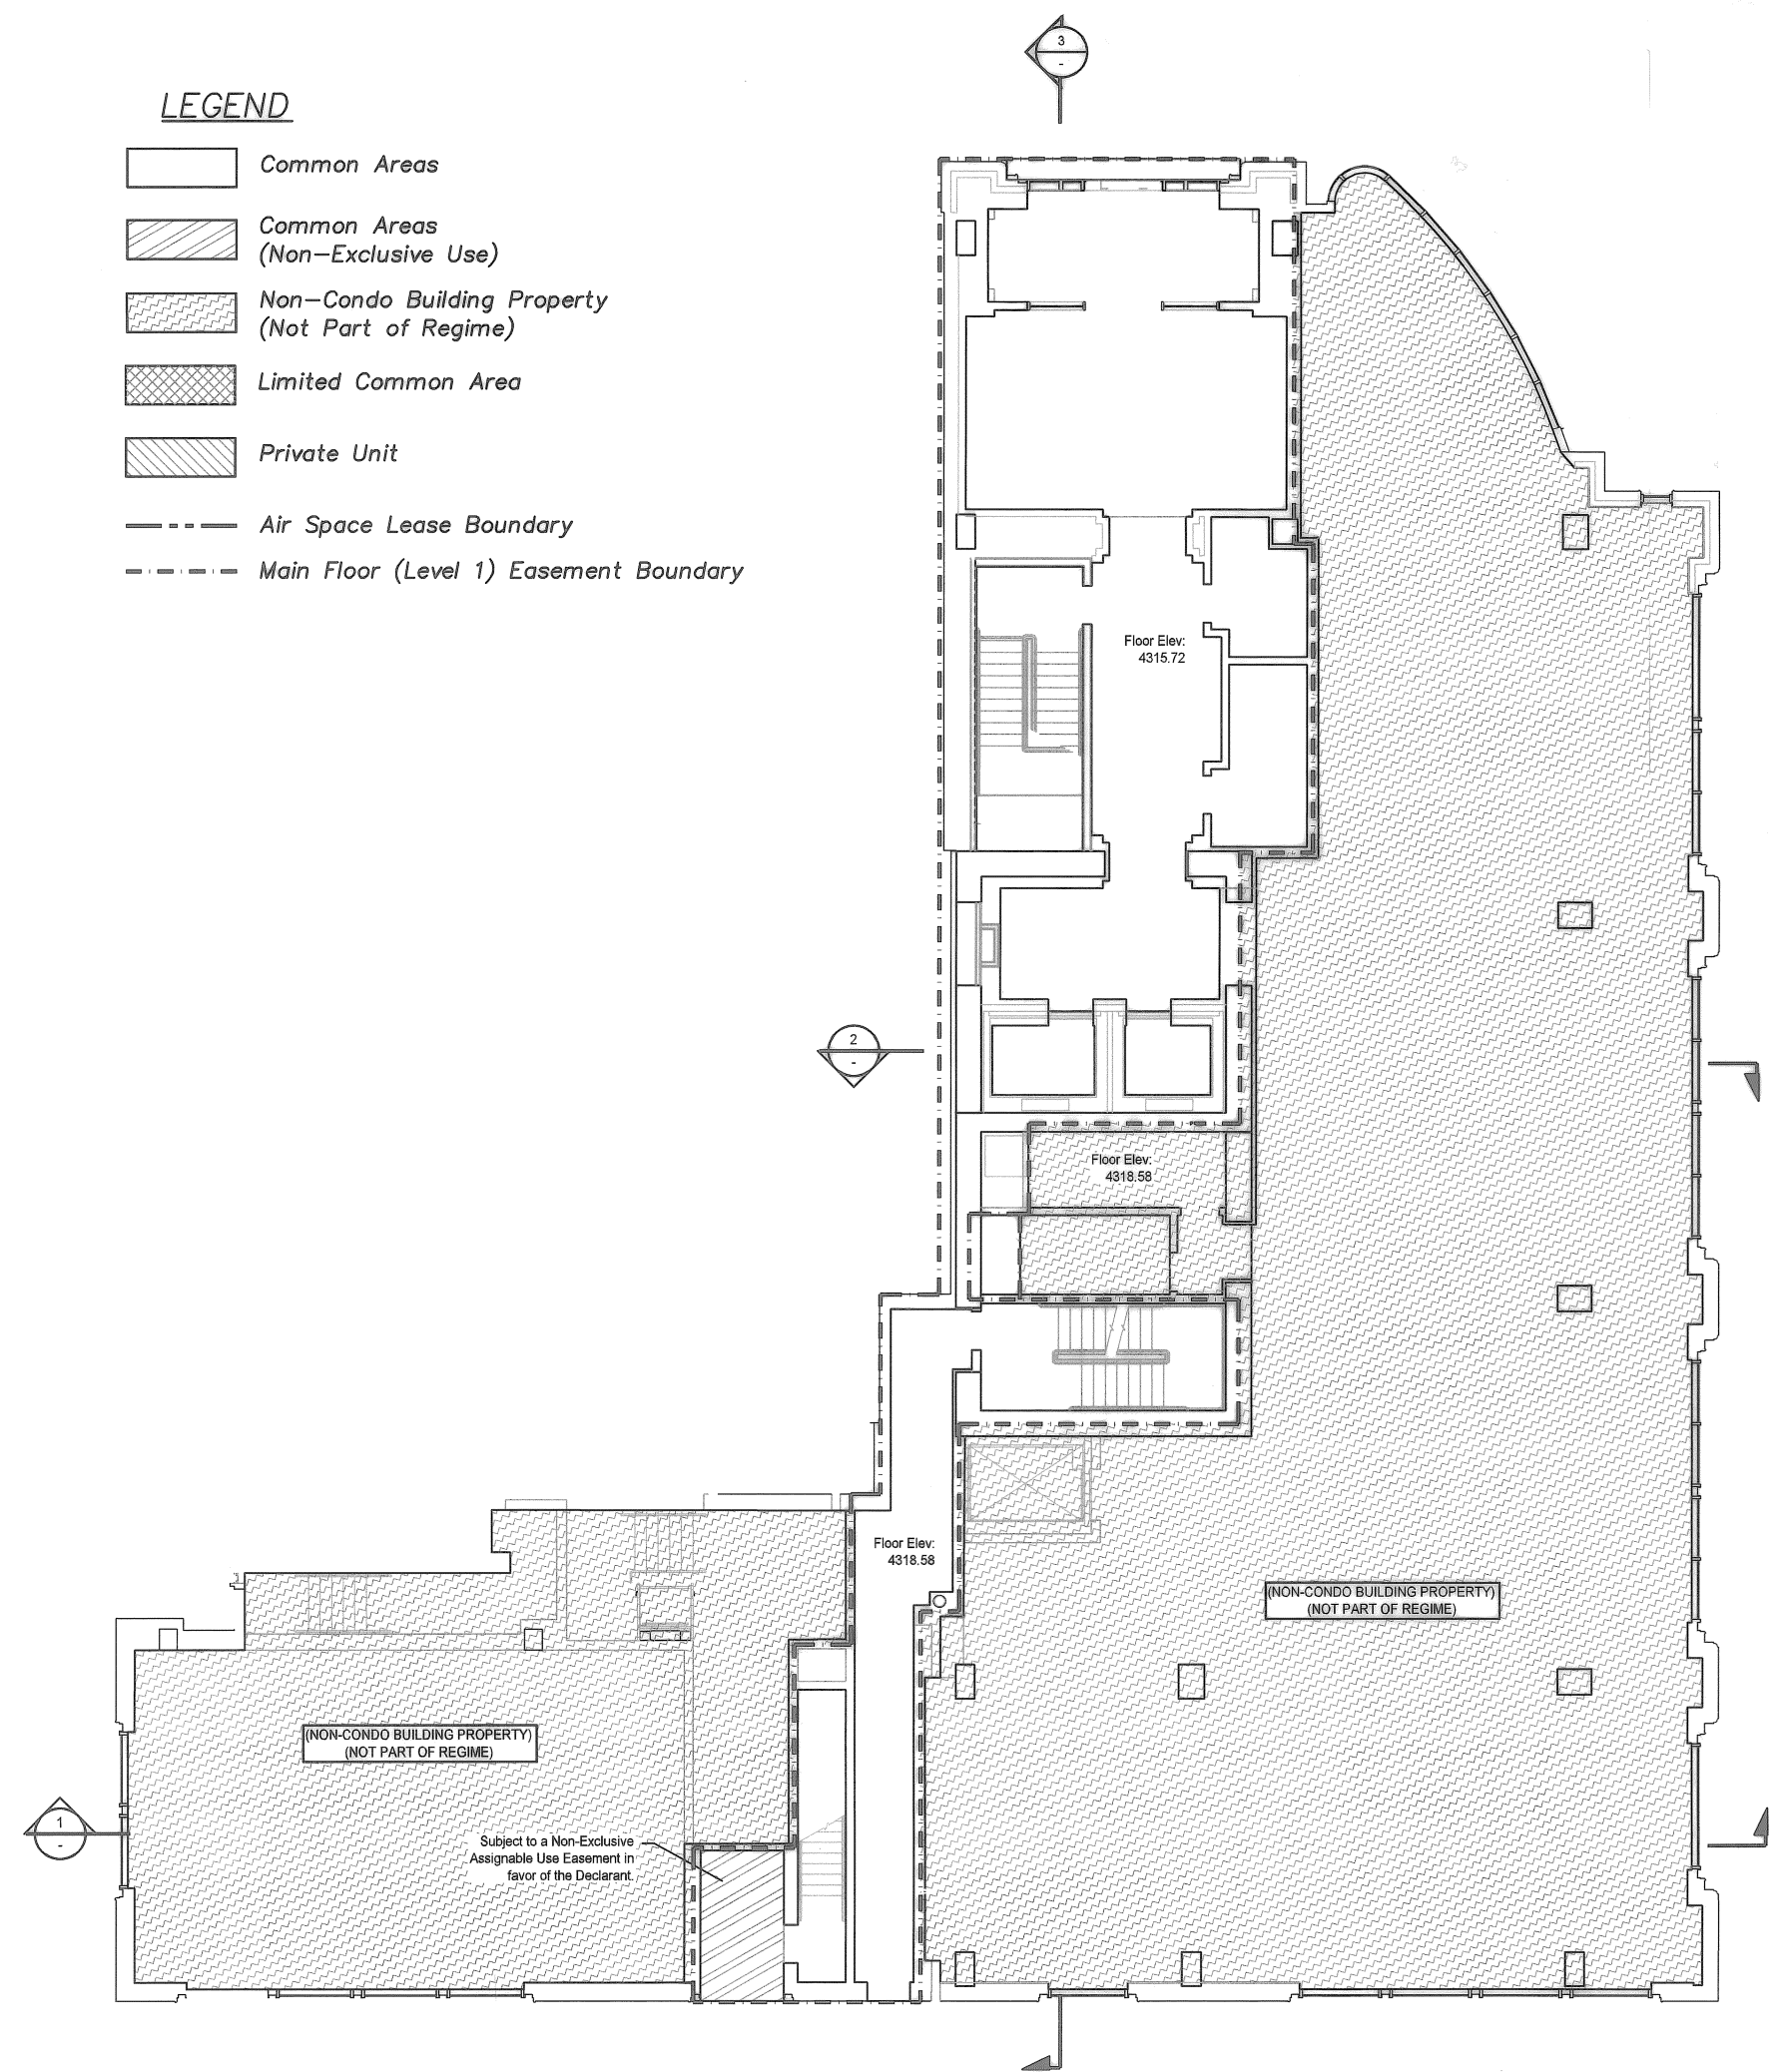 3
-
LEGEND
Common Areas
Common Areas
(Non-Exclusive Use)
Non-Condo Building Property
(Not Part of Regime)
Limited Common Area
Private Unit
Air Space Lease Boundary
Main Floor (Level 1) Easement Boundary
Floor Elev:
4315.72
2
-
Floor Elev:
4318.58
Floor Elev:
4318.58
(NON-CONDO BUILDING PROPERTY)
(NOT PART OF REGIME)
(NON-CONDO BUILDING PROPERTY)
(NOT PART OF REGIME)
1
-
Subject to a Non-Exclusive
Assignable Use Easement in
favor of the Declarant.